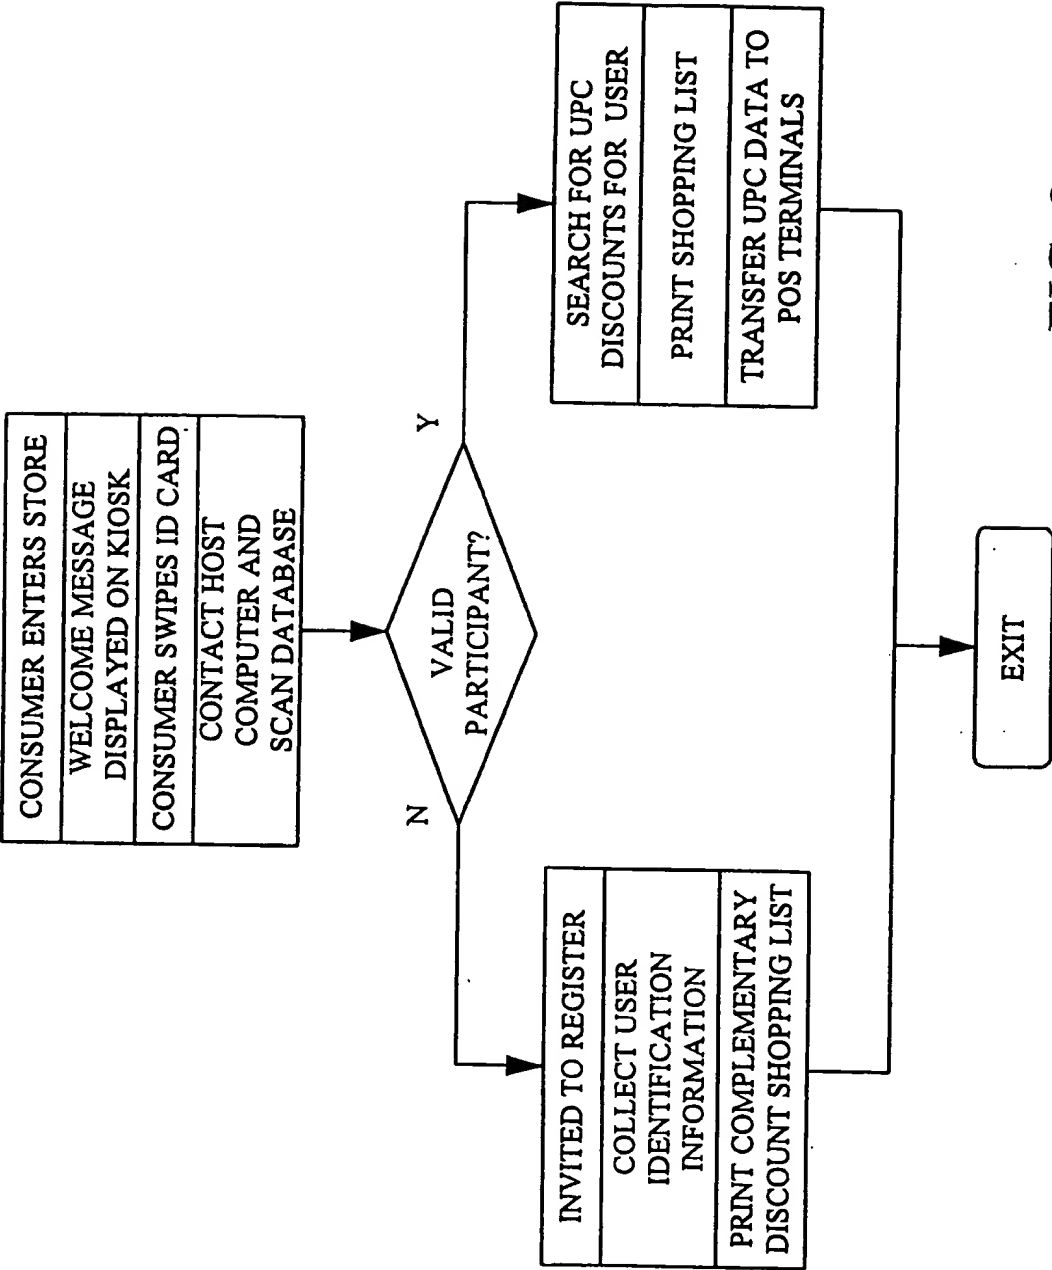 CONSUMER ENTERS STORE
WELCOME MESSAGE
DISPLAYED ON KIOSK
CONSUMER SWIPES ID CARD
CONTACT HOST
COMPUTER AND
SCAN DATABASE
VALID
PARTICIPANT?
N
Y
INVITED TO REGISTER
COLLECT USER
IDENTIFICATION
INFORMATION
PRINT COMPLEMENTARY
DISCOUNT SHOPPING LIST
SEARCH FOR UPC
DISCOUNTS FOR USER
PRINT SHOPPING LIST
TRANSFER UPC DATA TO
POS TERMINALS
EXIT